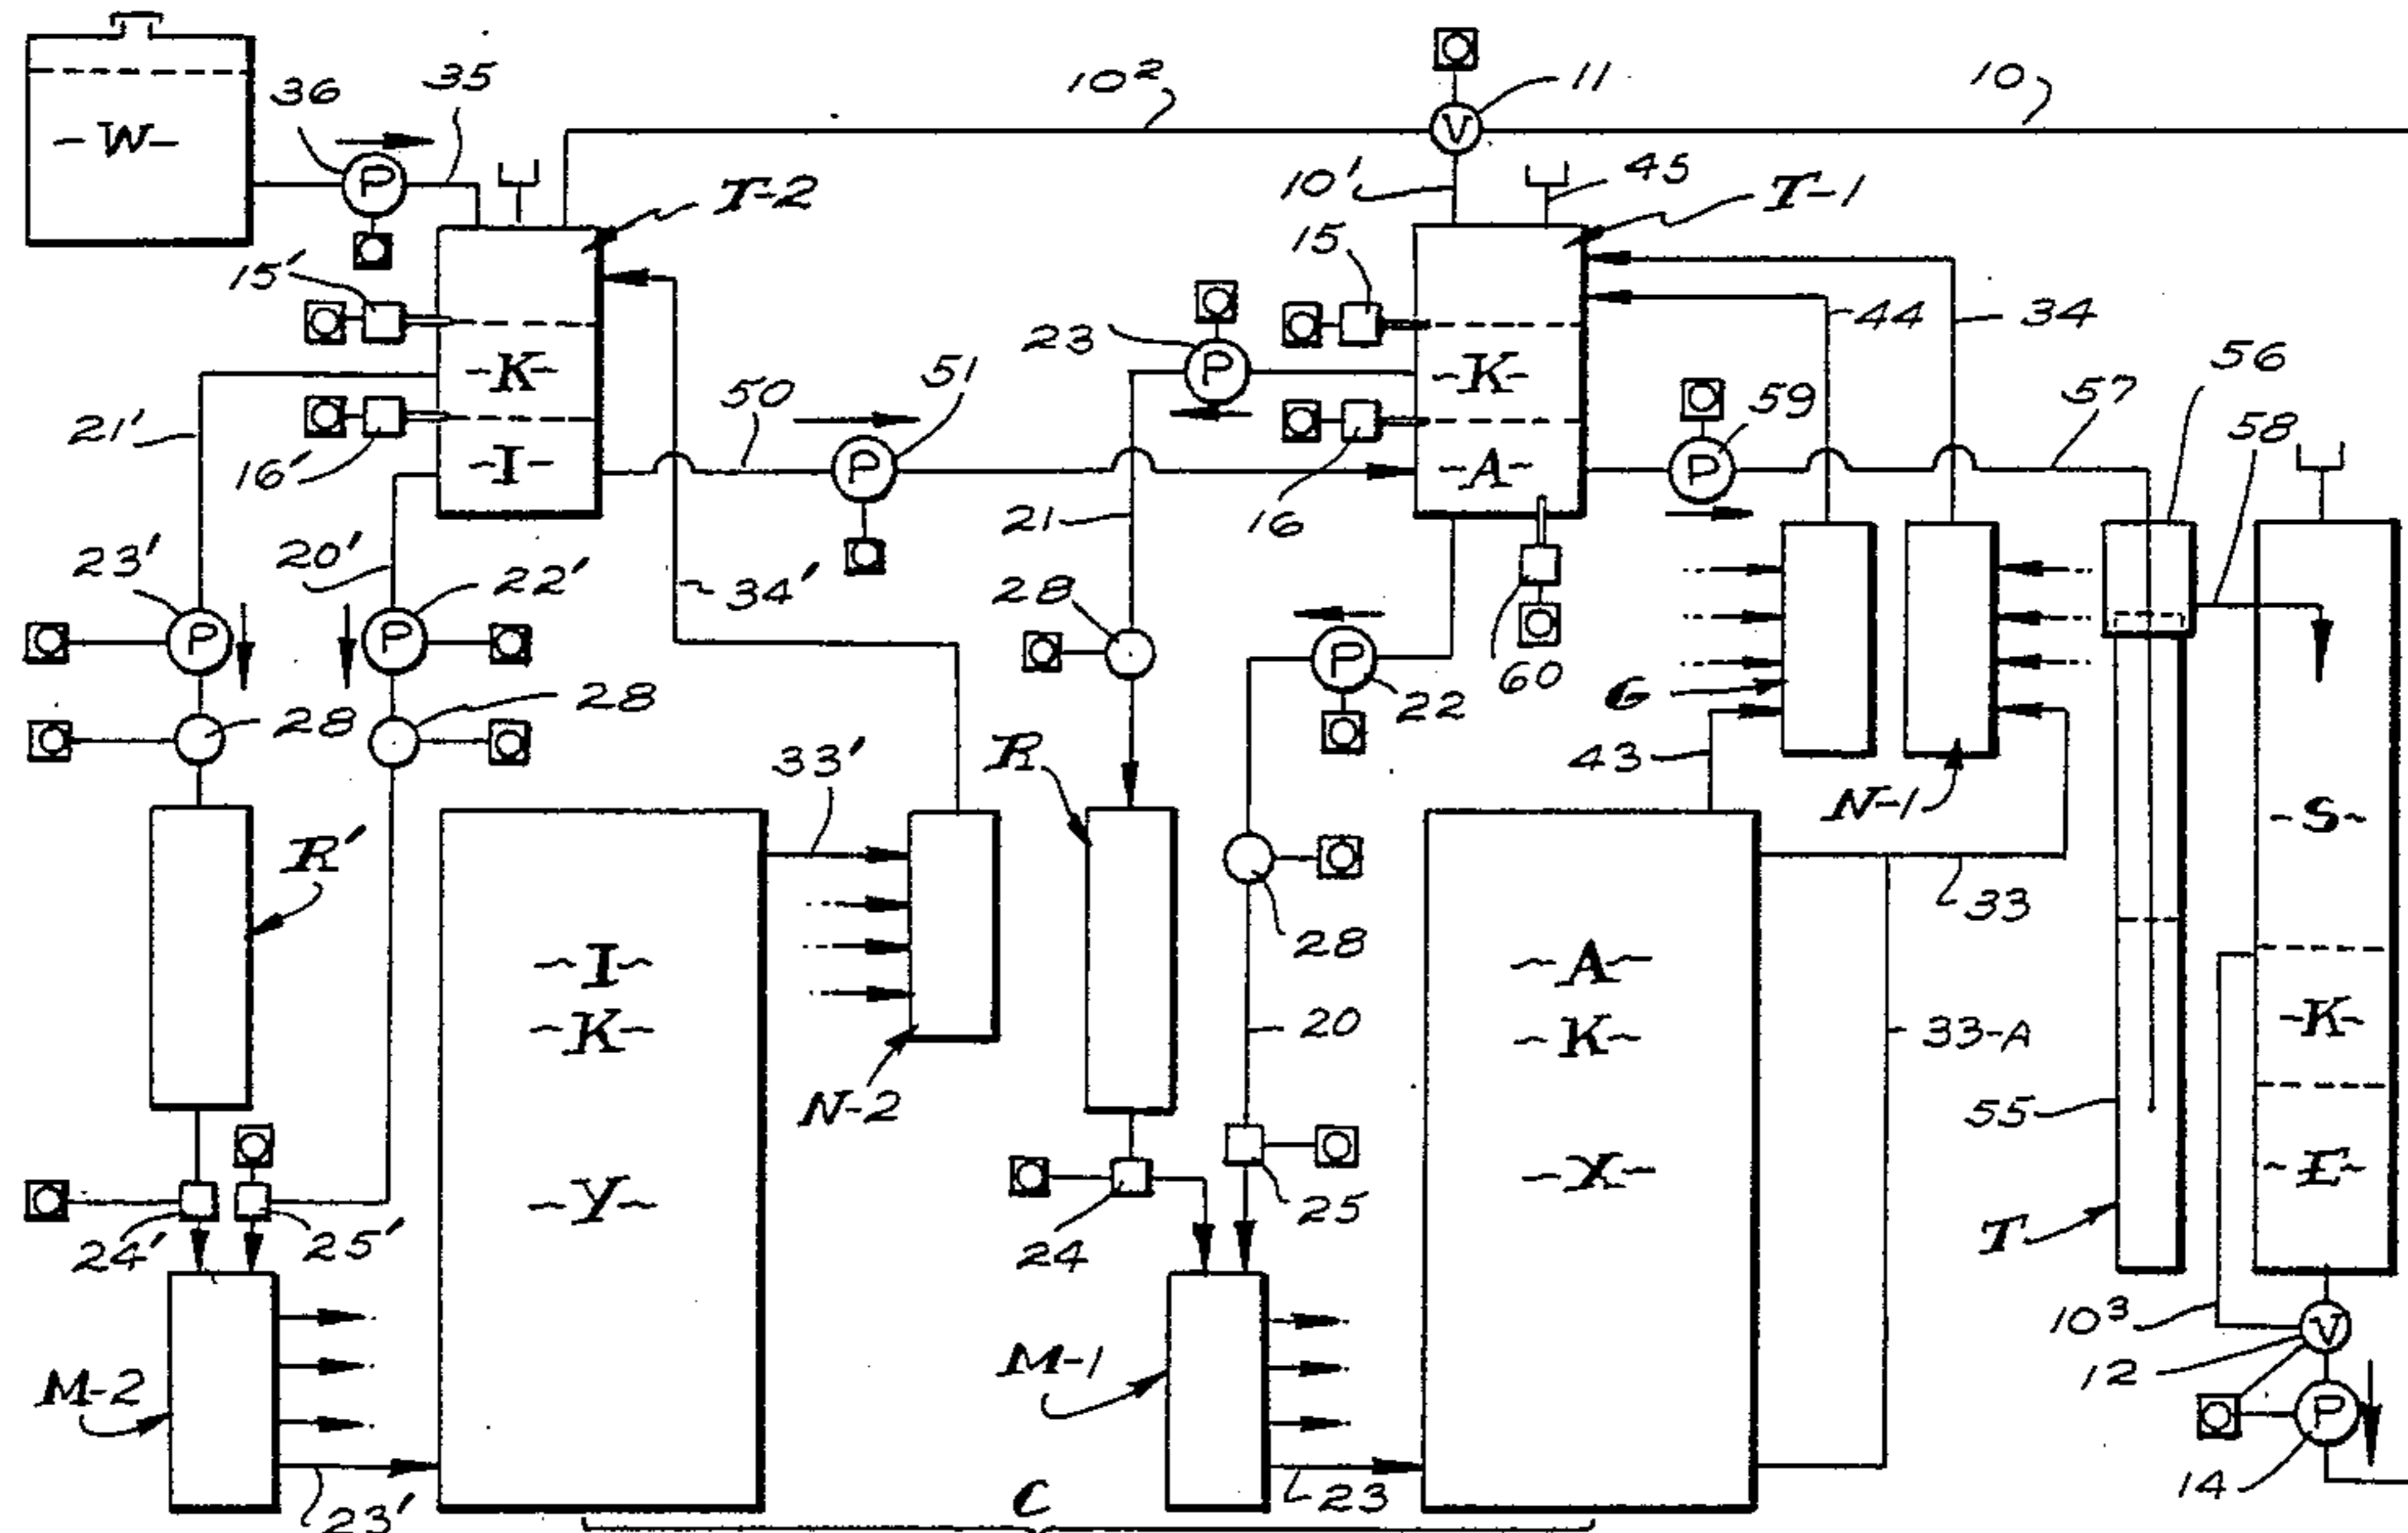 10²
11
10
36
35
-W-
P
V
10'
45
T-2
T-1
15'
15
23
44
34
-K-
P
-K-
56
50
51
59
57
21'
16'
-I-
P
-A-
P
58
21
16
23'
20'
22'
34'
28
P
P
P
60
22
G
28
28
33'
R
43
N-1
-S-
R'
28
33
-I-
-K-
-A-
-K-
20
33-A
-K-
N-2
55
-Y-
-X-
-E-
24'
25'
24
25
T
10³
V
12
M-2
M-1
P
14
23'
C
23